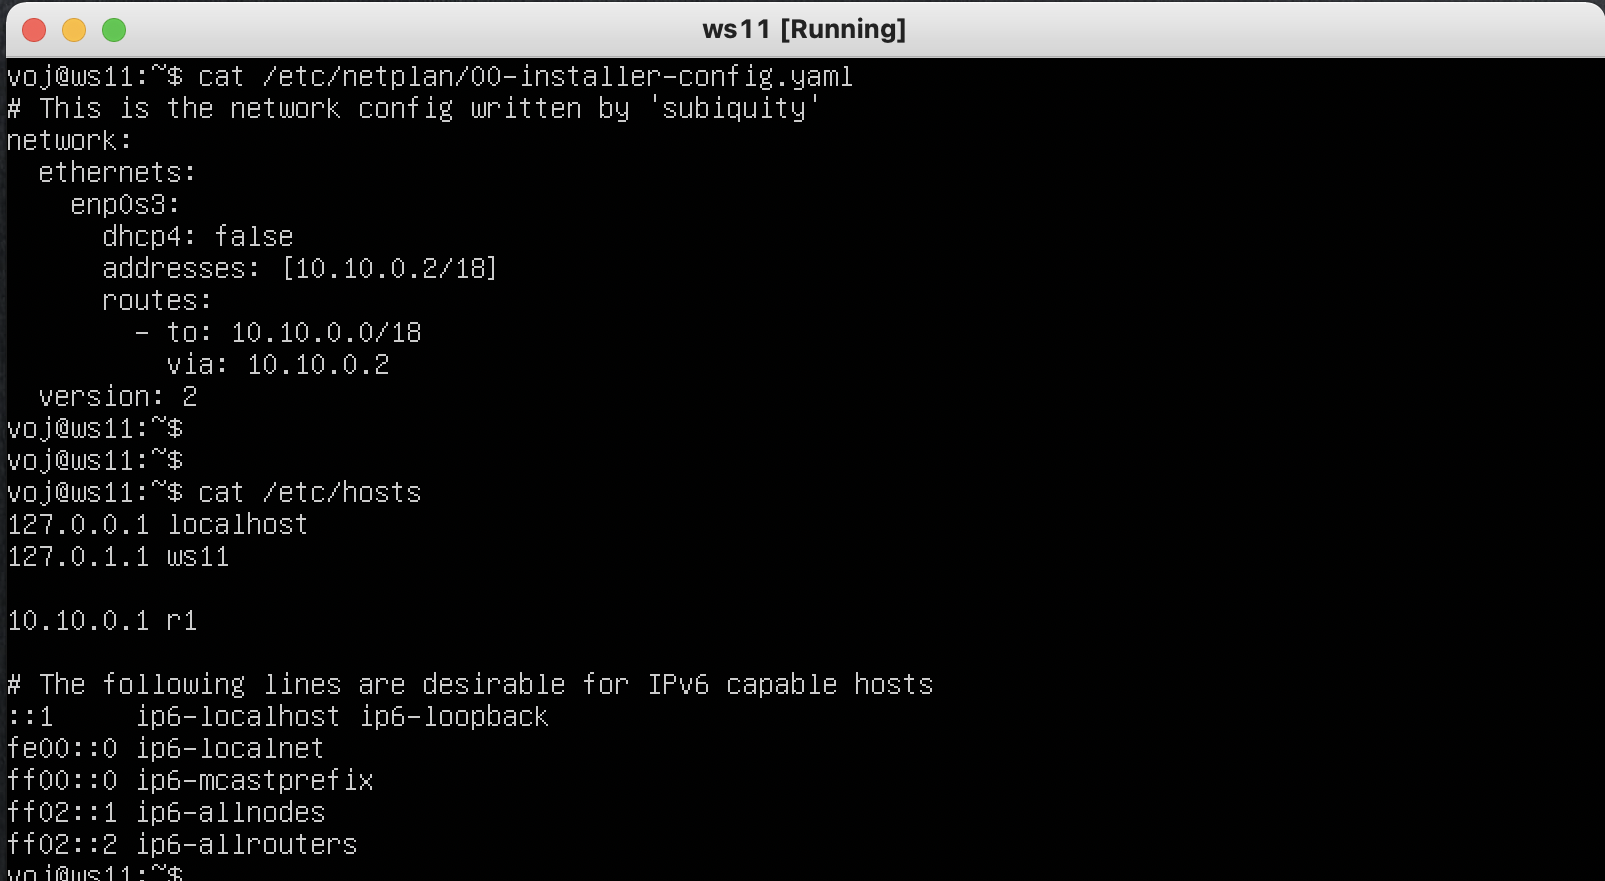 ws11 [Running]
voj@ws11:~$ cat /etc/netplan/00-installer-config.yaml
# This is the network config written by 'subiquity'
network:
  ethernets:
    enp0s3:
      dhcp4: false
      addresses: [10.10.0.2/18]
      routes:
        - to: 10.10.0.0/18
          via: 10.10.0.2
  version: 2
voj@ws11:~$
voj@ws11:~$
voj@ws11:~$ cat /etc/hosts
127.0.0.1 localhost
127.0.1.1 ws11
10.10.0.1 r1
# The following lines are desirable for IPv6 capable hosts
::1     ip6-localhost ip6-loopback
fe00::0 ip6-localnet
ff00::0 ip6-mcastprefix
ff02::1 ip6-allnodes
ff02::2 ip6-allrouters
voj@ws11:~$